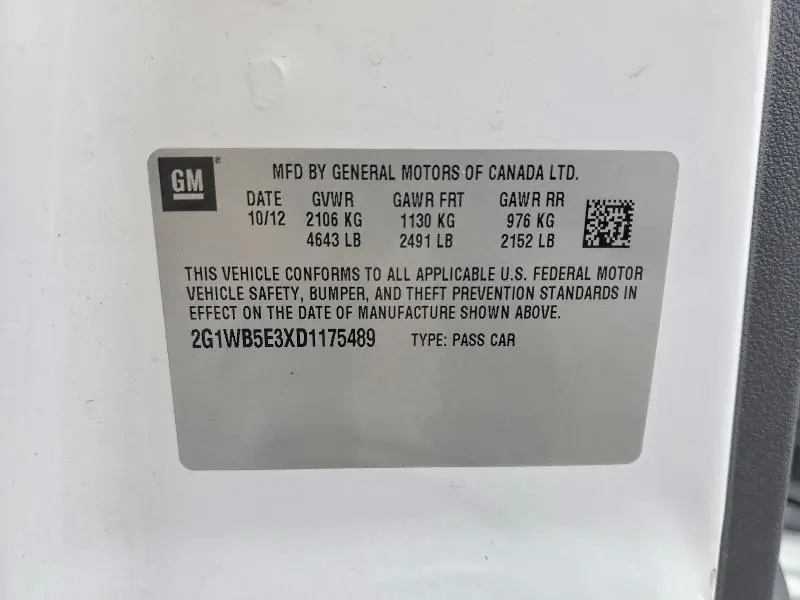 GM®
MFD BY GENERAL MOTORS OF CANADA LTD.
DATE GVWR GAWR FRT GAWR RR
10/12 2106 KG 1130 KG 976 KG
4643 LB 2491 LB 2152 LB
THIS VEHICLE CONFORMS TO ALL APPLICABLE U.S. FEDERAL MOTOR
VEHICLE SAFETY, BUMPER, AND THEFT PREVENTION STANDARDS IN
EFFECT ON THE DATE OF MANUFACTURE SHOWN ABOVE.
2G1WB5E3XD1175489 TYPE: PASS CAR